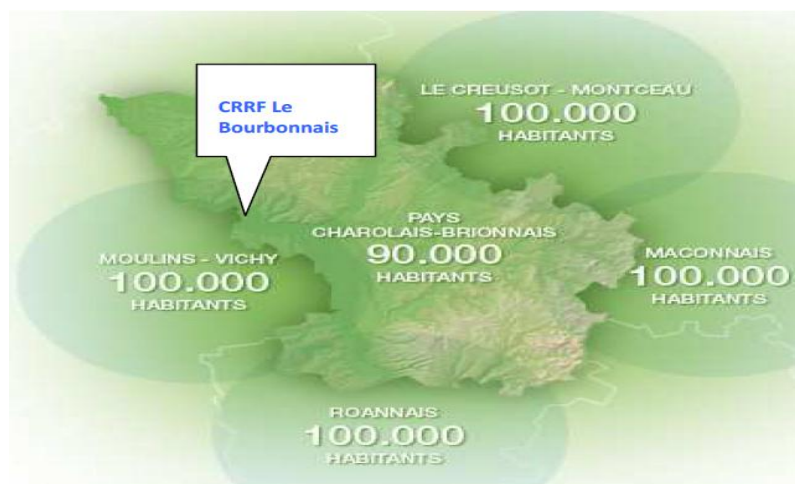 CRRF Le
Bourbonnais
LE CREUSOT - MONTCEAU
100.000
HABITANTS
PAYS
CHAROLAIS-BRIONNAIS
90.000
HABITANTS
MOULINS - VICHY
100.000
HABITANTS
MACONNAIS
100.000
HABITANTS
ROANNAIS
100.000
HABITANTS